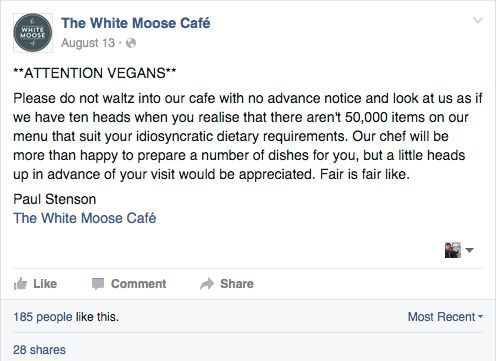 WHITE
MOOSE
The White Moose Café
August 13 ·
**ATTENTION VEGANS**
Please do not waltz into our cafe with no advance notice and look at us as if
we have ten heads when you realise that there aren't 50,000 items on our
menu that suit your idiosyncratic dietary requirements. Our chef will be
more than happy to prepare a number of dishes for you, but a little heads
up in advance of your visit would be appreciated. Fair is fair like.
Paul Stenson
The White Moose Café
Like Comment Share
185 people like this. Most Recent
28 shares